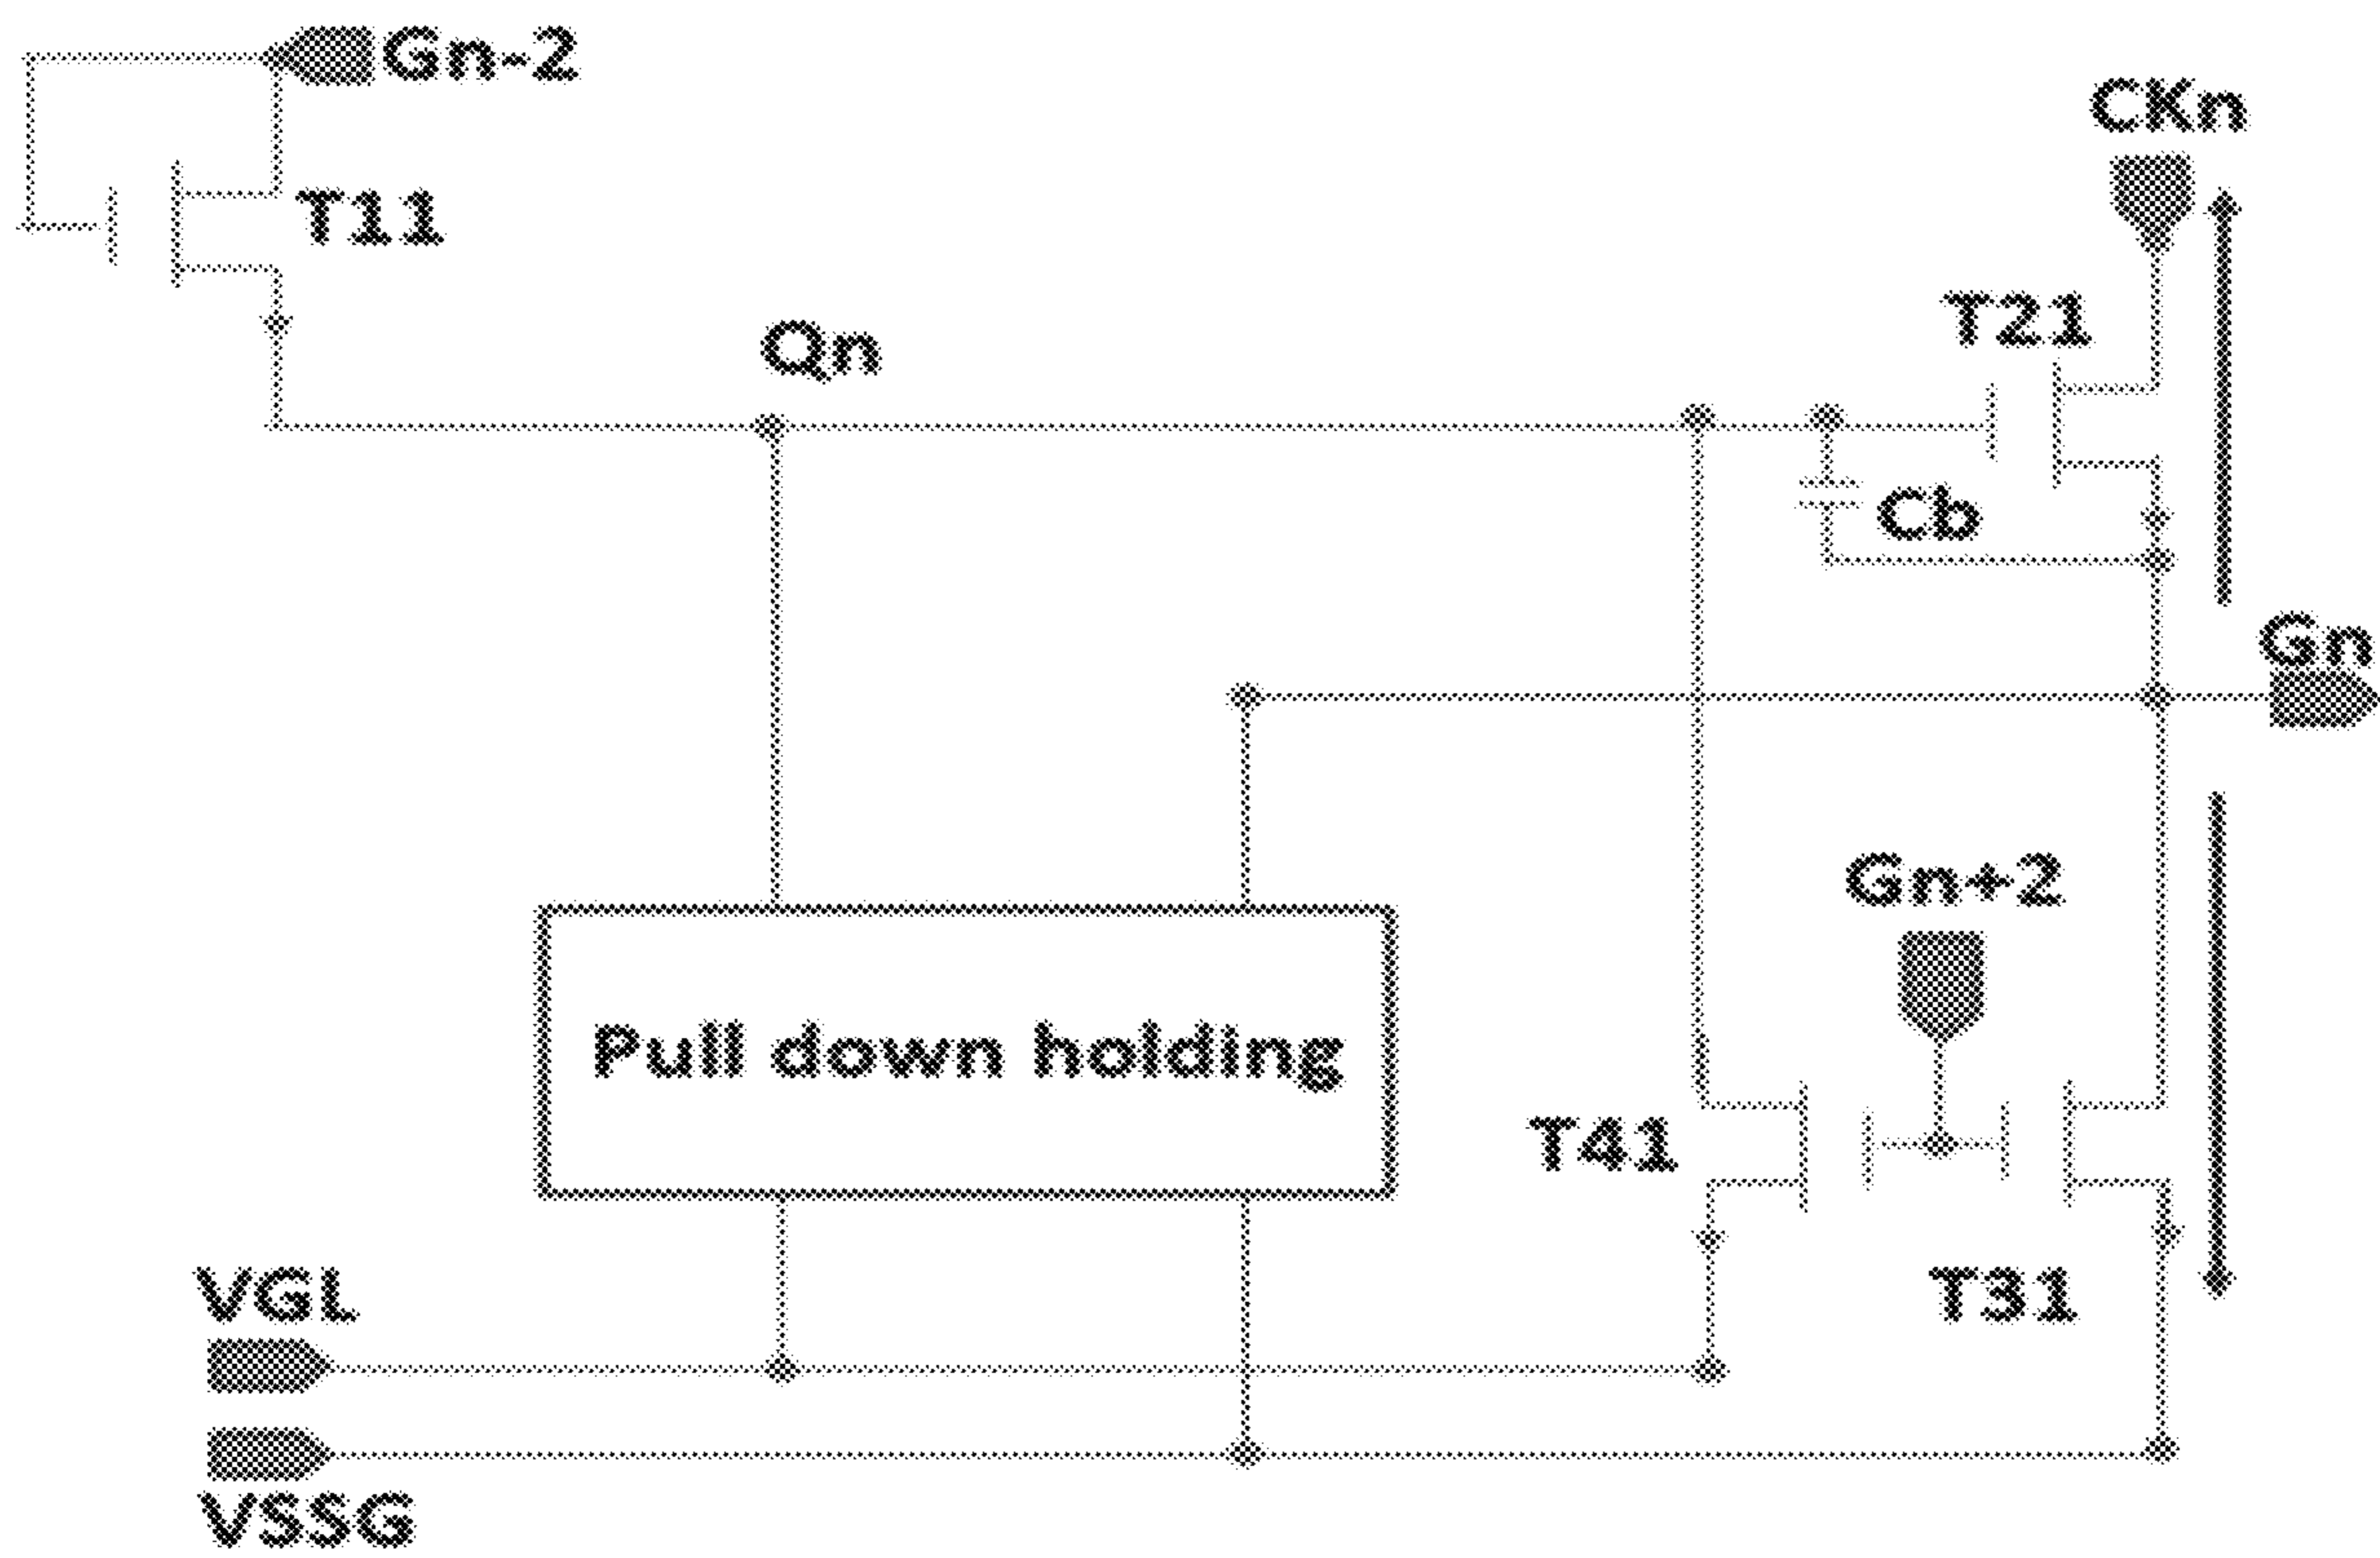 Gn-2
CKn
T11
T21
Qn
Cb
Gn
Gn+2
Pull down holding
T41
T31
VGL
VSSG